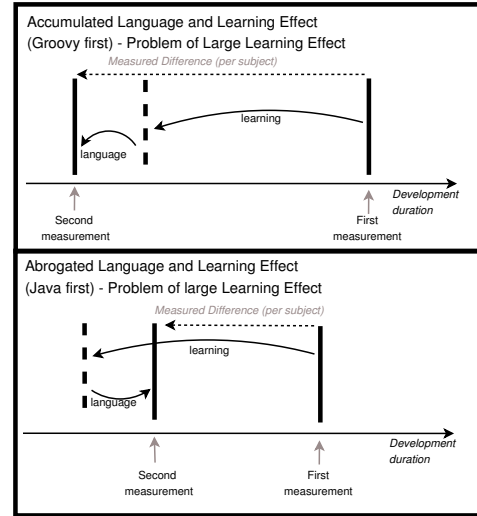 Accumulated Language and Learning Effect
(Groovy first) - Problem of Large Learning Effect
Measured Difference (per subject)
learning
language
Development
duration
Second
measurement
First
measurement
Abrogated Language and Learning Effect
(Java first) - Problem of large Learning Effect
Measured Difference (per subject)
learning
language
Development
duration
Second
measurement
First
measurement